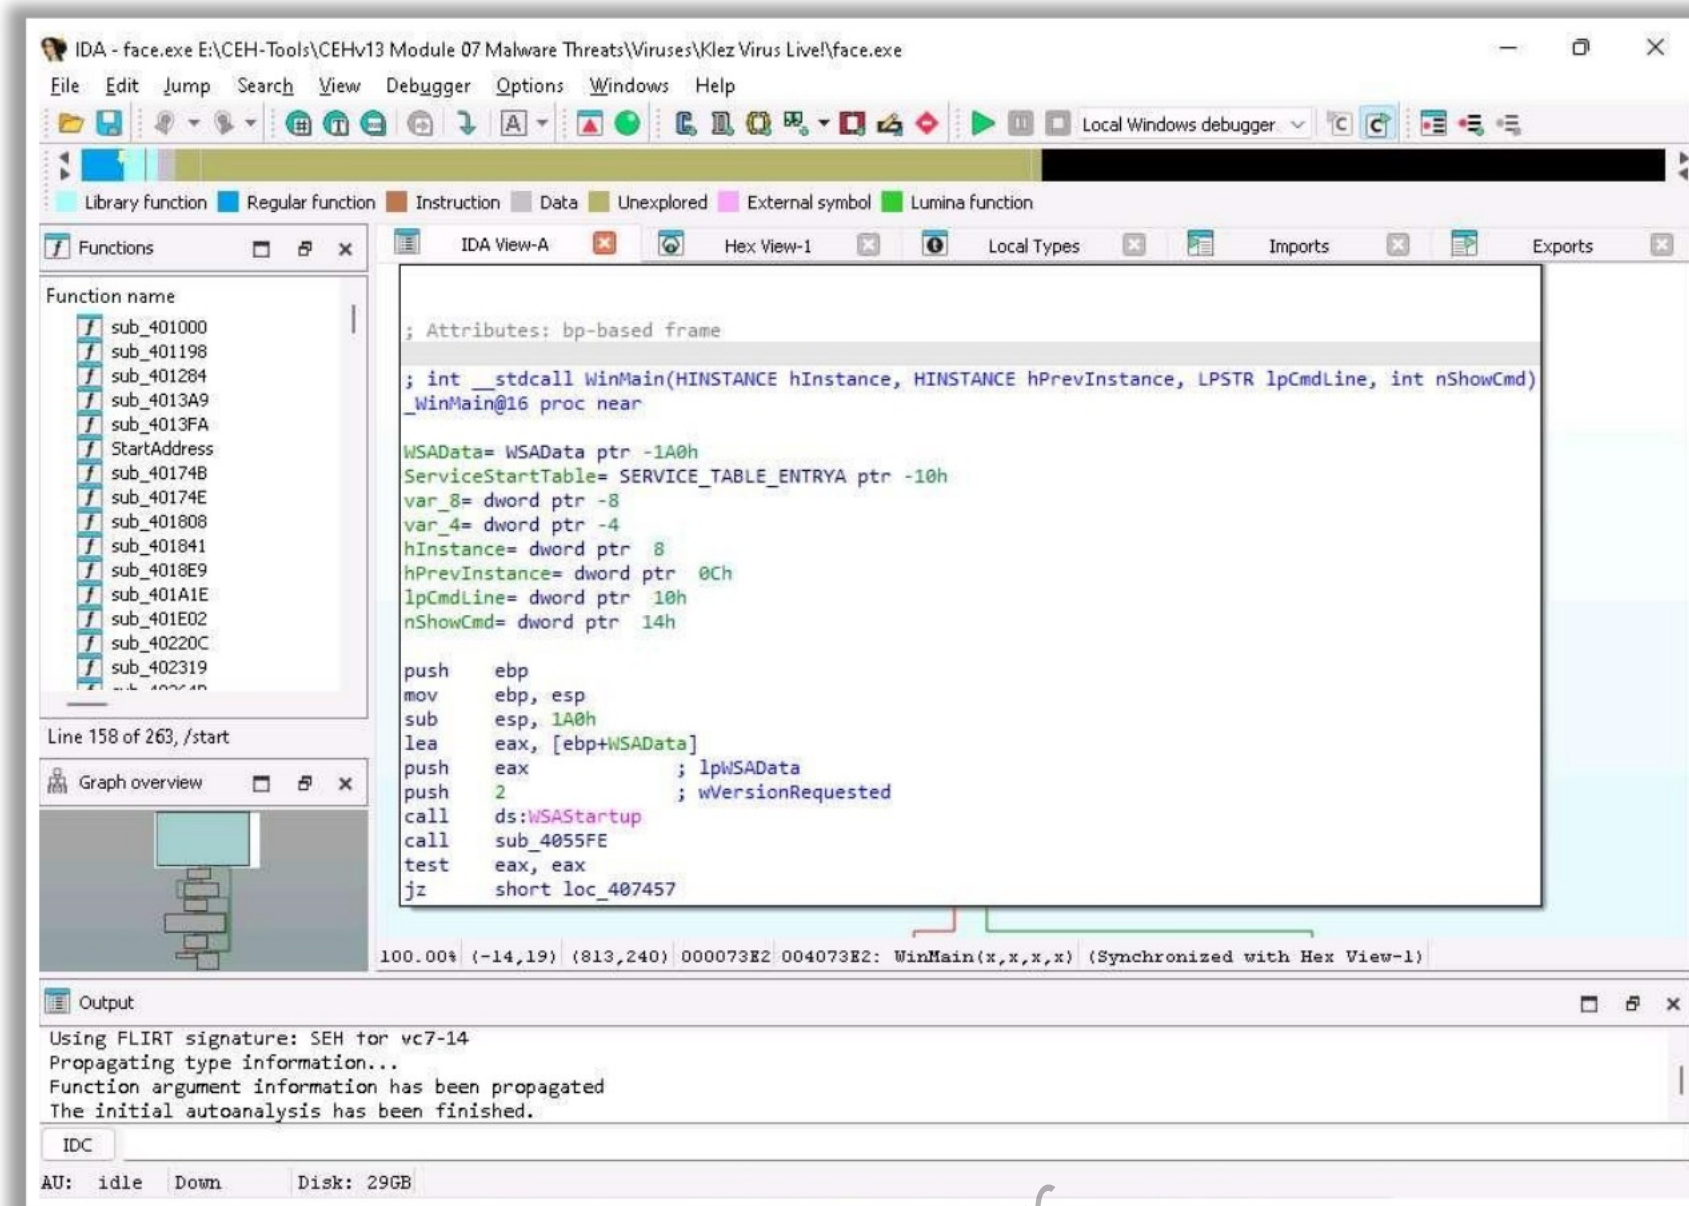 IDA - face.exe E:\CEH-Tools\CEHv13 Module 07 Malware Threats\Viruses\Klez Virus Live!\face.exe
File Edit Jump Search View Debugger Options Windows Help
Local Windows debugger
Library function Regular function Instruction Data Unexplored External symbol Lumina function
Functions
IDA View-A Hex View-1 Local Types Imports Exports
Function name
sub_401000
sub_401198
sub_401284
sub_4013A9
sub_4013FA
StartAddress
sub_40174B
sub_40174E
sub_401808
sub_401841
sub_4018E9
sub_401A1E
sub_401E02
sub_40220C
sub_402319
Line 158 of 263, /start
Graph overview
; Attributes: bp-based frame
; int __stdcall WinMain(HINSTANCE hInstance, HINSTANCE hPrevInstance, LPSTR lpCmdLine, int nShowCmd)
_WinMain@16 proc near
WSAData= WSAData ptr -1A0h
ServiceStartTable= SERVICE_TABLE_ENTRYA ptr -10h
var_8= dword ptr -8
var_4= dword ptr -4
hInstance= dword ptr 8
hPrevInstance= dword ptr 0Ch
lpCmdLine= dword ptr 10h
nShowCmd= dword ptr 14h
push ebp
mov ebp, esp
sub esp, 1A0h
lea eax, [ebp+WSAData]
push eax ; lpWSAData
push 2 ; wVersionRequested
call ds:WSAStartup
call sub_4055FE
test eax, eax
jz short loc_407457
100.00% (-14,19) (813,240) 000073E2 004073E2: WinMain(x,x,x,x) (Synchronized with Hex View-1)
Output
Using FLIRT signature: SEH for vc7-14
Propagating type information...
Function argument information has been propagated
The initial autoanalysis has been finished.
IDC
AU: idle Down Disk: 29GB